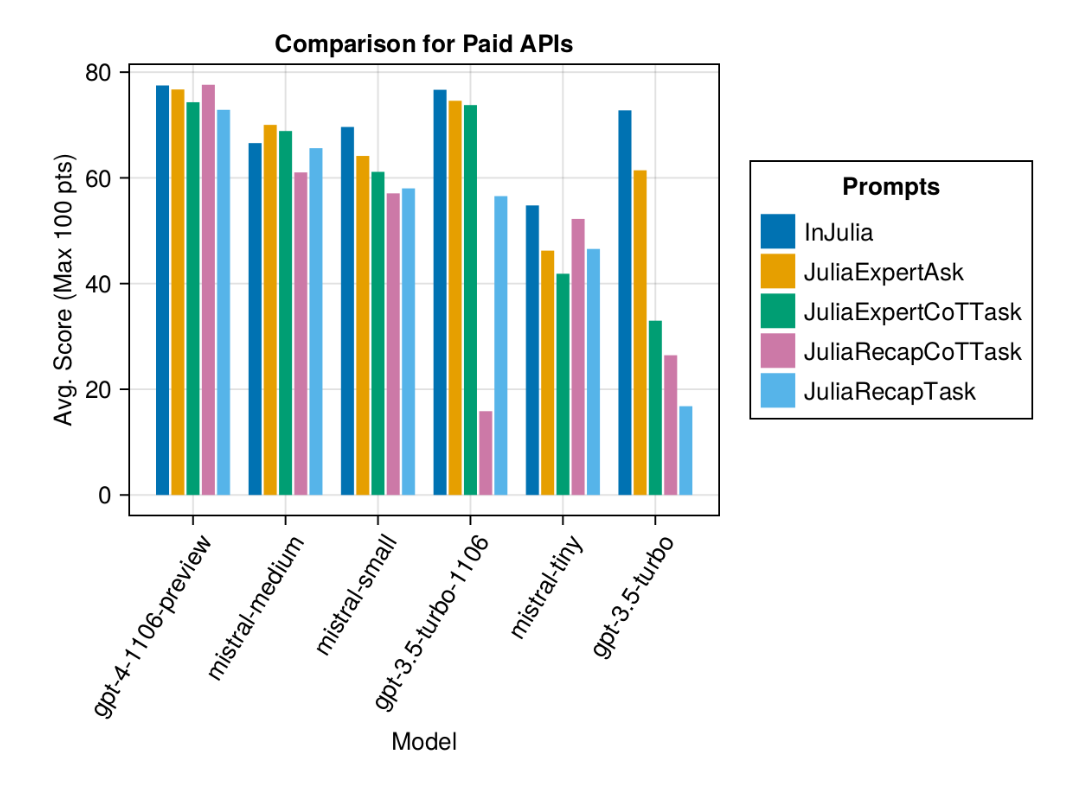 Comparison for Paid APIs
80
60
40
20
0
Avg. Score (Max 100 pts)
gpt-4-1106-preview
mistral-medium
mistral-small
gpt-3.5-turbo-1106
mistral-tiny
gpt-3.5-turbo
Model
Prompts
InJulia
JuliaExpertAsk
JuliaExpertCoTTask
JuliaRecapCoTTask
JuliaRecapTask